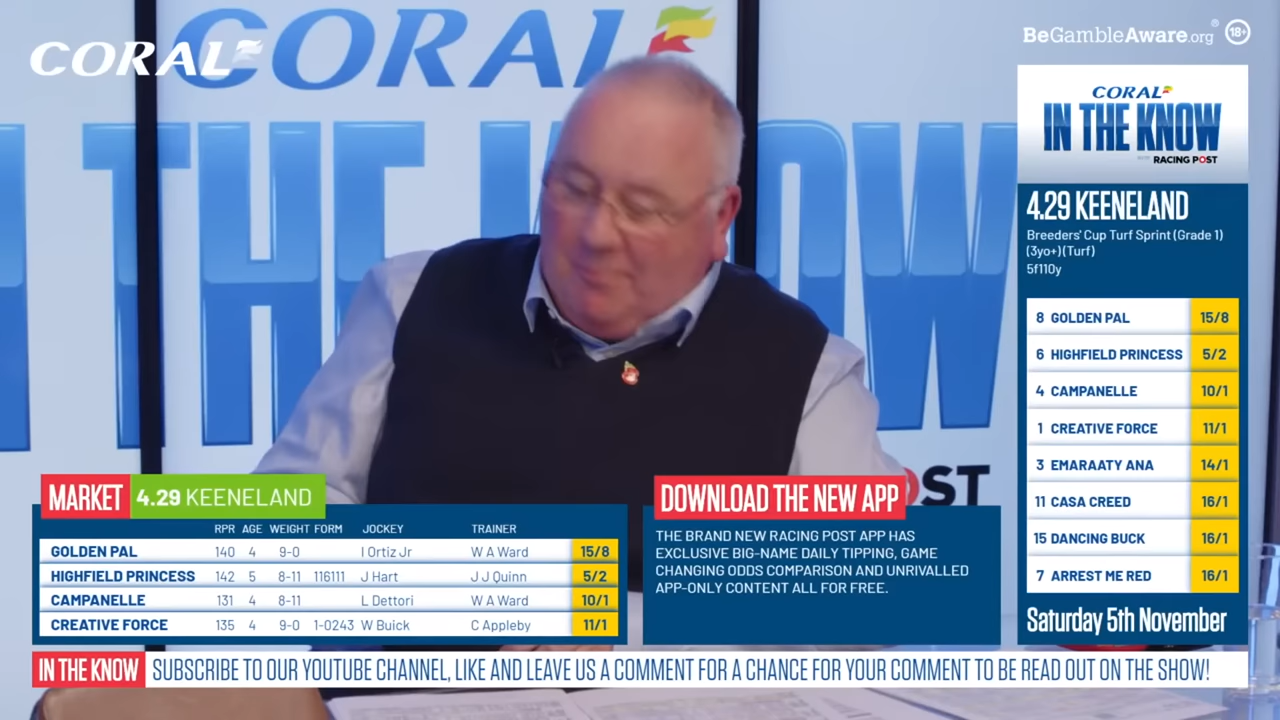 CORAL
CORAL
BeGambleAware.org®
18+
THE KNOW
CORAL
IN THE KNOW
WITH RACING POST
4.29 KEENELAND
Breeders' Cup Turf Sprint (Grade 1)
(3yo+) (Turf)
5f110y
8 GOLDEN PAL 15/8
6 HIGHFIELD PRINCESS 5/2
4 CAMPANELLE 10/1
1 CREATIVE FORCE 11/1
3 EMARAATY ANA 14/1
11 CASA CREED 16/1
15 DANCING BUCK 16/1
7 ARREST ME RED 16/1
Saturday 5th November
MARKET 4.29 KEENELAND
RPR AGE WEIGHT FORM JOCKEY TRAINER
GOLDEN PAL 140 4 9-0 I Ortiz Jr W A Ward 15/8
HIGHFIELD PRINCESS 142 5 8-11 116111 J Hart J J Quinn 5/2
CAMPANELLE 131 4 8-11 L Dettori W A Ward 10/1
CREATIVE FORCE 135 4 9-0 1-0243 W Buick C Appleby 11/1
OST
DOWNLOAD THE NEW APP
THE BRAND NEW RACING POST APP HAS
EXCLUSIVE BIG-NAME DAILY TIPPING, GAME
CHANGING ODDS COMPARISON AND UNRIVALLED
APP-ONLY CONTENT ALL FOR FREE.
IN THE KNOW SUBSCRIBE TO OUR YOUTUBE CHANNEL, LIKE AND LEAVE US A COMMENT FOR A CHANCE FOR YOUR COMMENT TO BE READ OUT ON THE SHOW!